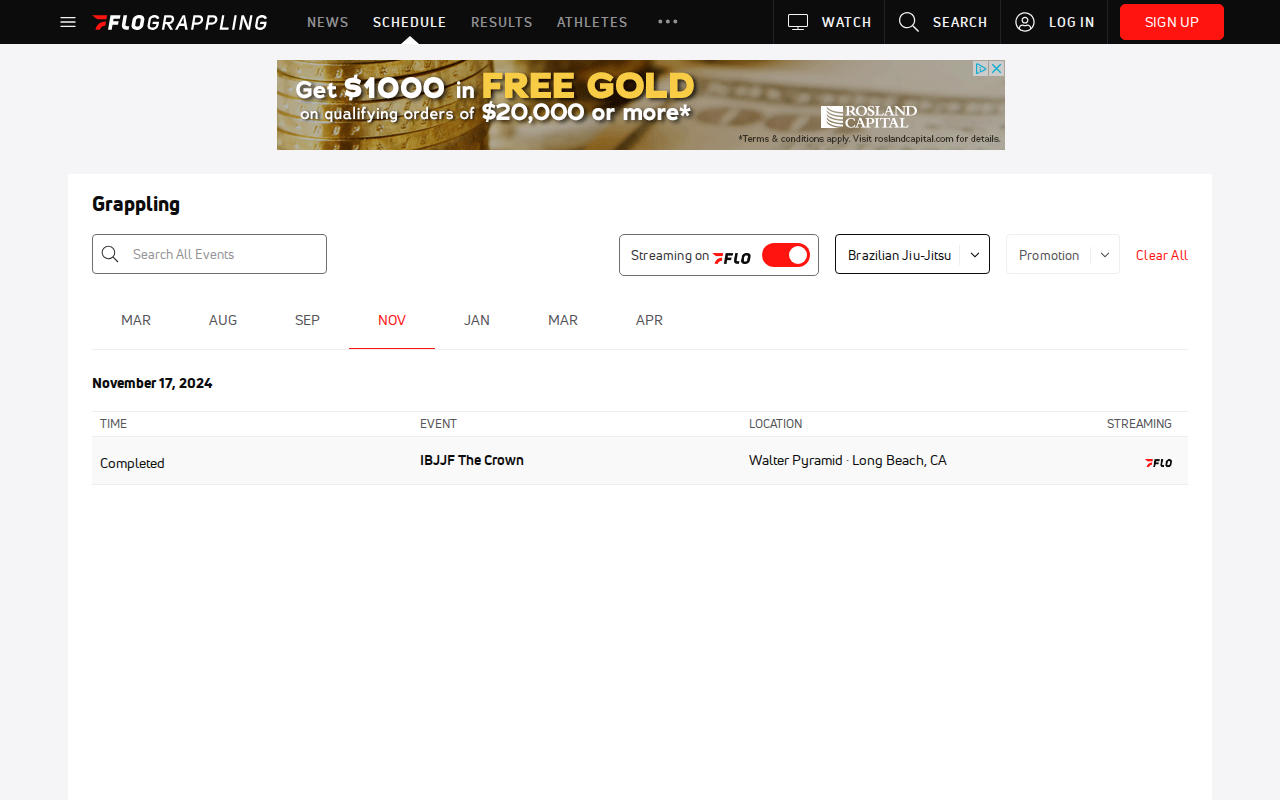 FLOGRAPPLING NEWS SCHEDULE RESULTS ATHLETES ••• WATCH SEARCH LOG IN SIGN UP
Get $1000 in FREE GOLD
on qualifying orders of $20,000 or more*
ROSLAND CAPITAL
*Terms & conditions apply. Visit roslandcapital.com for details.
Grappling
Search All Events Streaming on FLO Brazilian Jiu-Jitsu Promotion Clear All
MAR AUG SEP NOV JAN MAR APR
November 17, 2024
TIME EVENT LOCATION STREAMING
Completed IBJJF The Crown Walter Pyramid · Long Beach, CA FLO